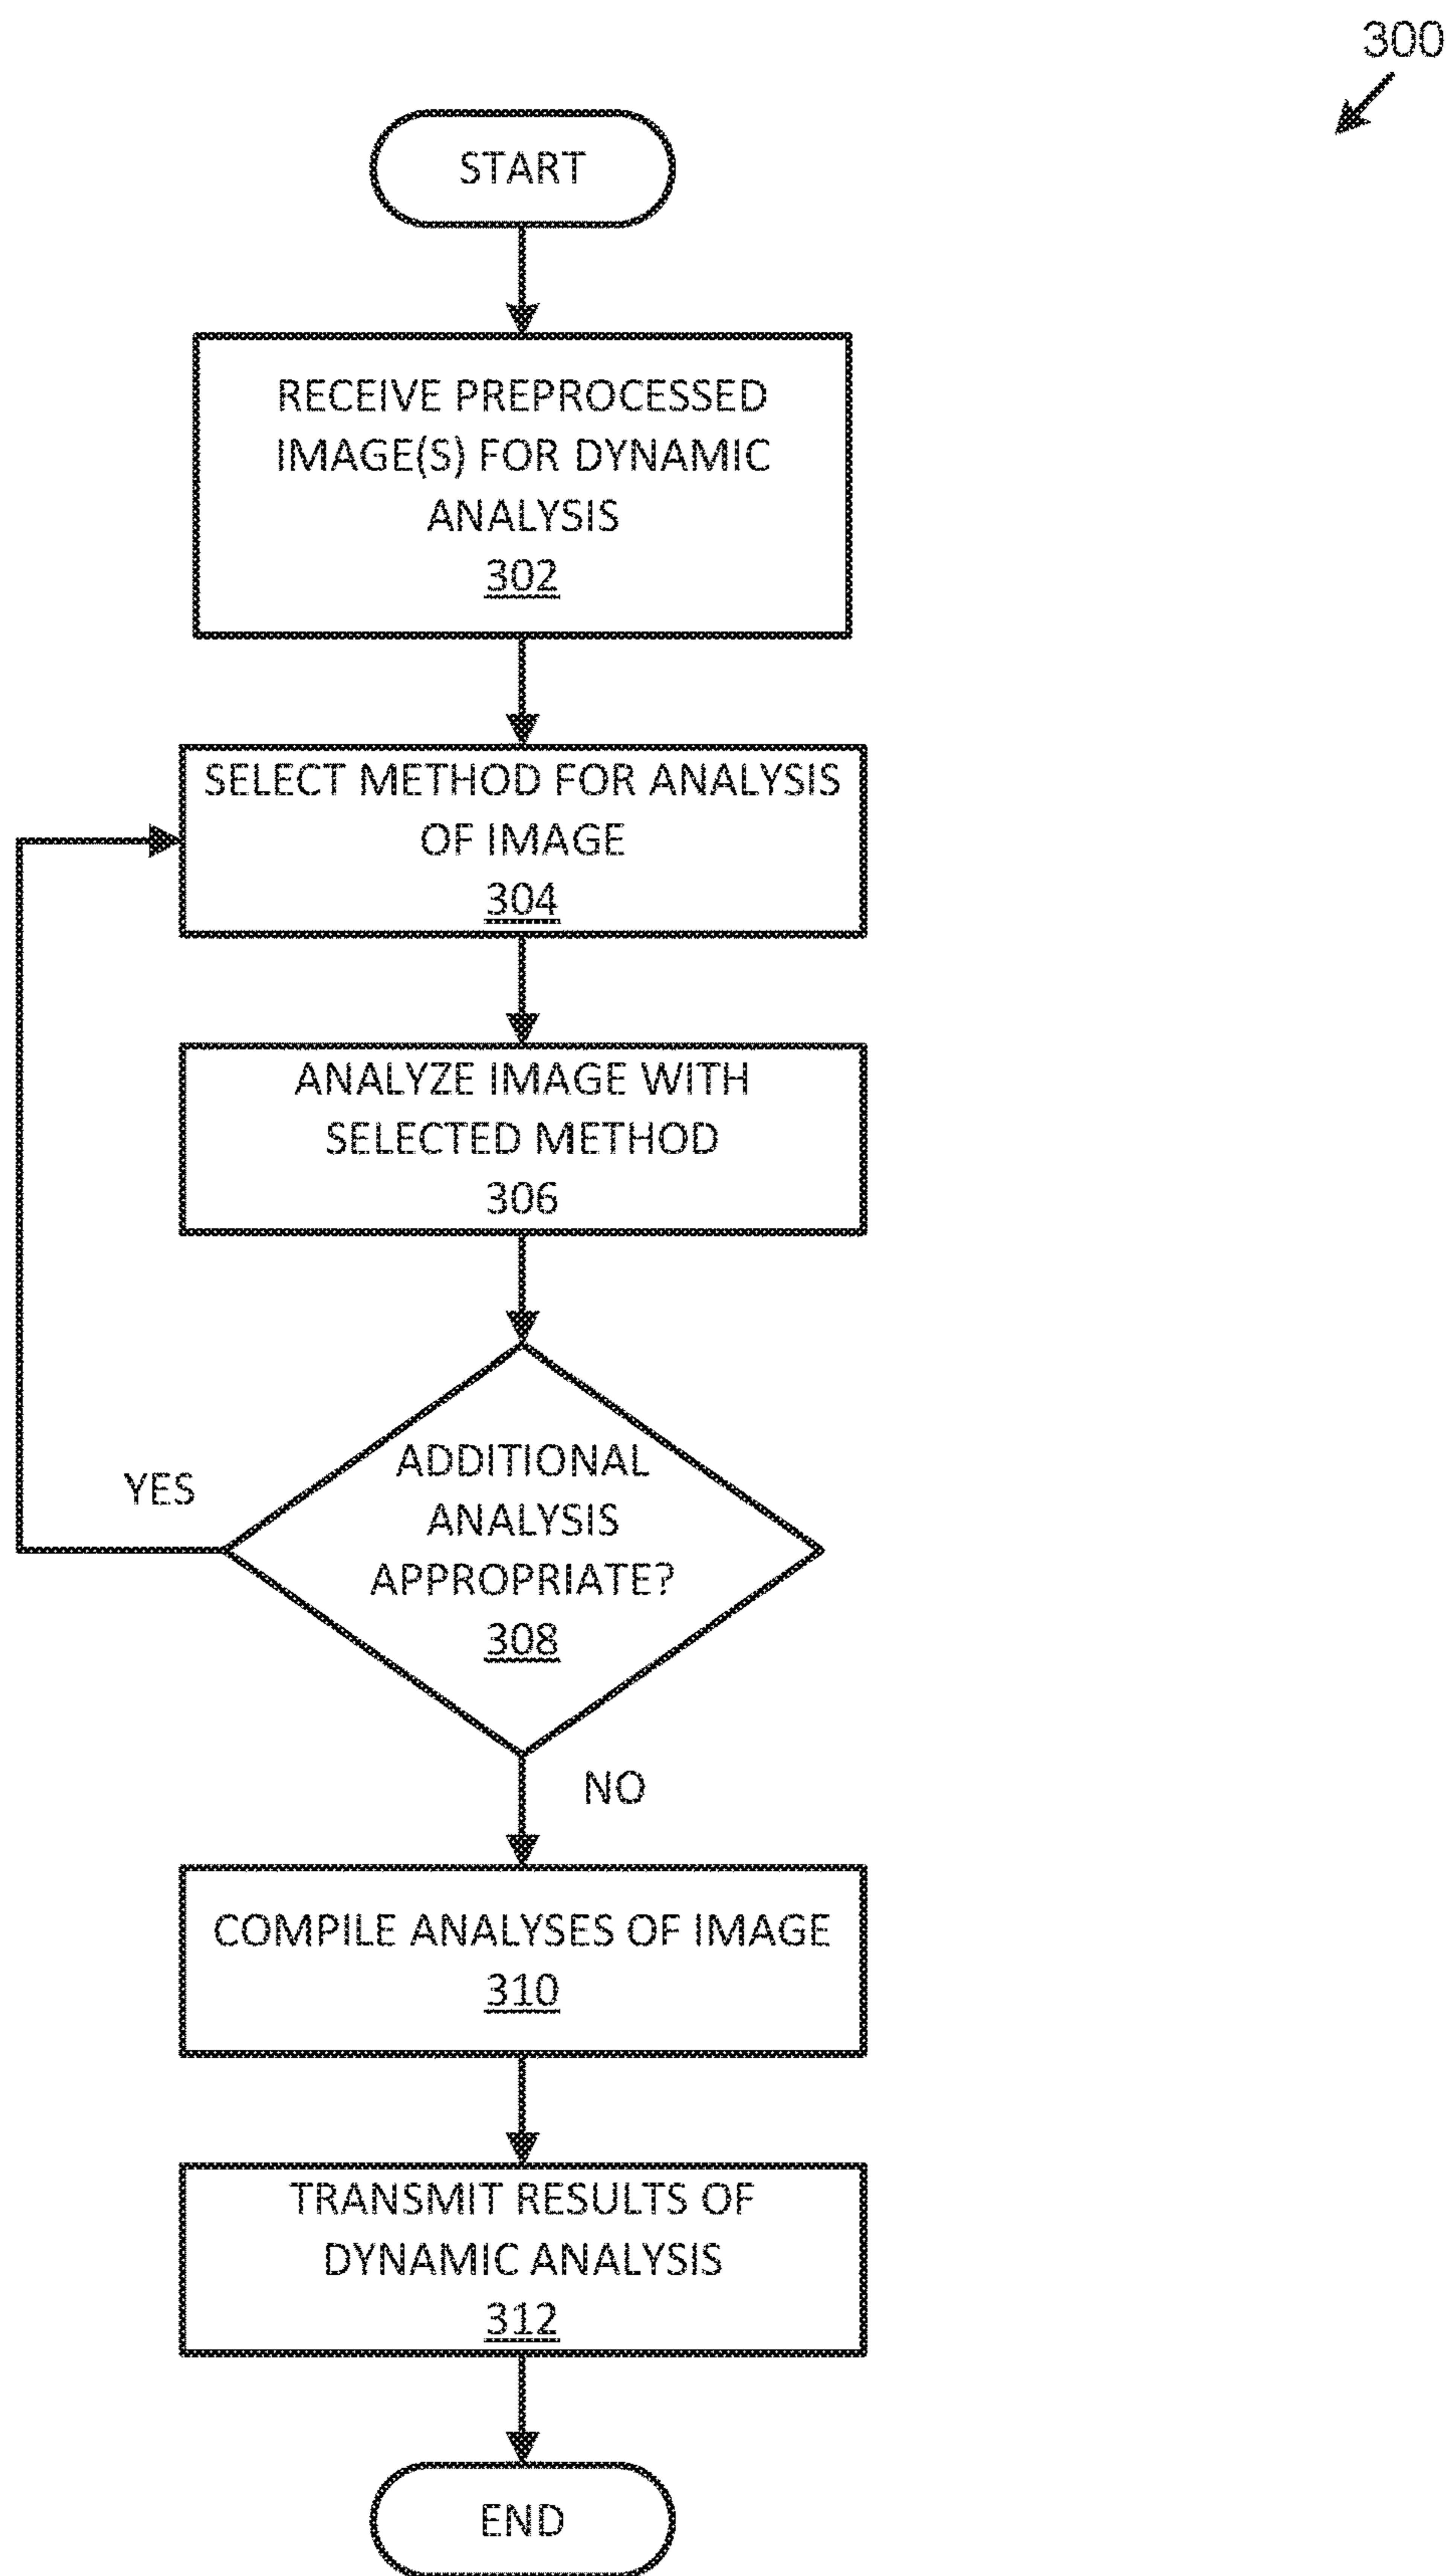 300
START
RECEIVE PREPROCESSED
IMAGE(S) FOR DYNAMIC
ANALYSIS
302
SELECT METHOD FOR ANALYSIS
OF IMAGE
304
ANALYZE IMAGE WITH
SELECTED METHOD
306
ADDITIONAL
ANALYSIS
APPROPRIATE?
308
YES
NO
COMPILE ANALYSES OF IMAGE
310
TRANSMIT RESULTS OF
DYNAMIC ANALYSIS
312
END